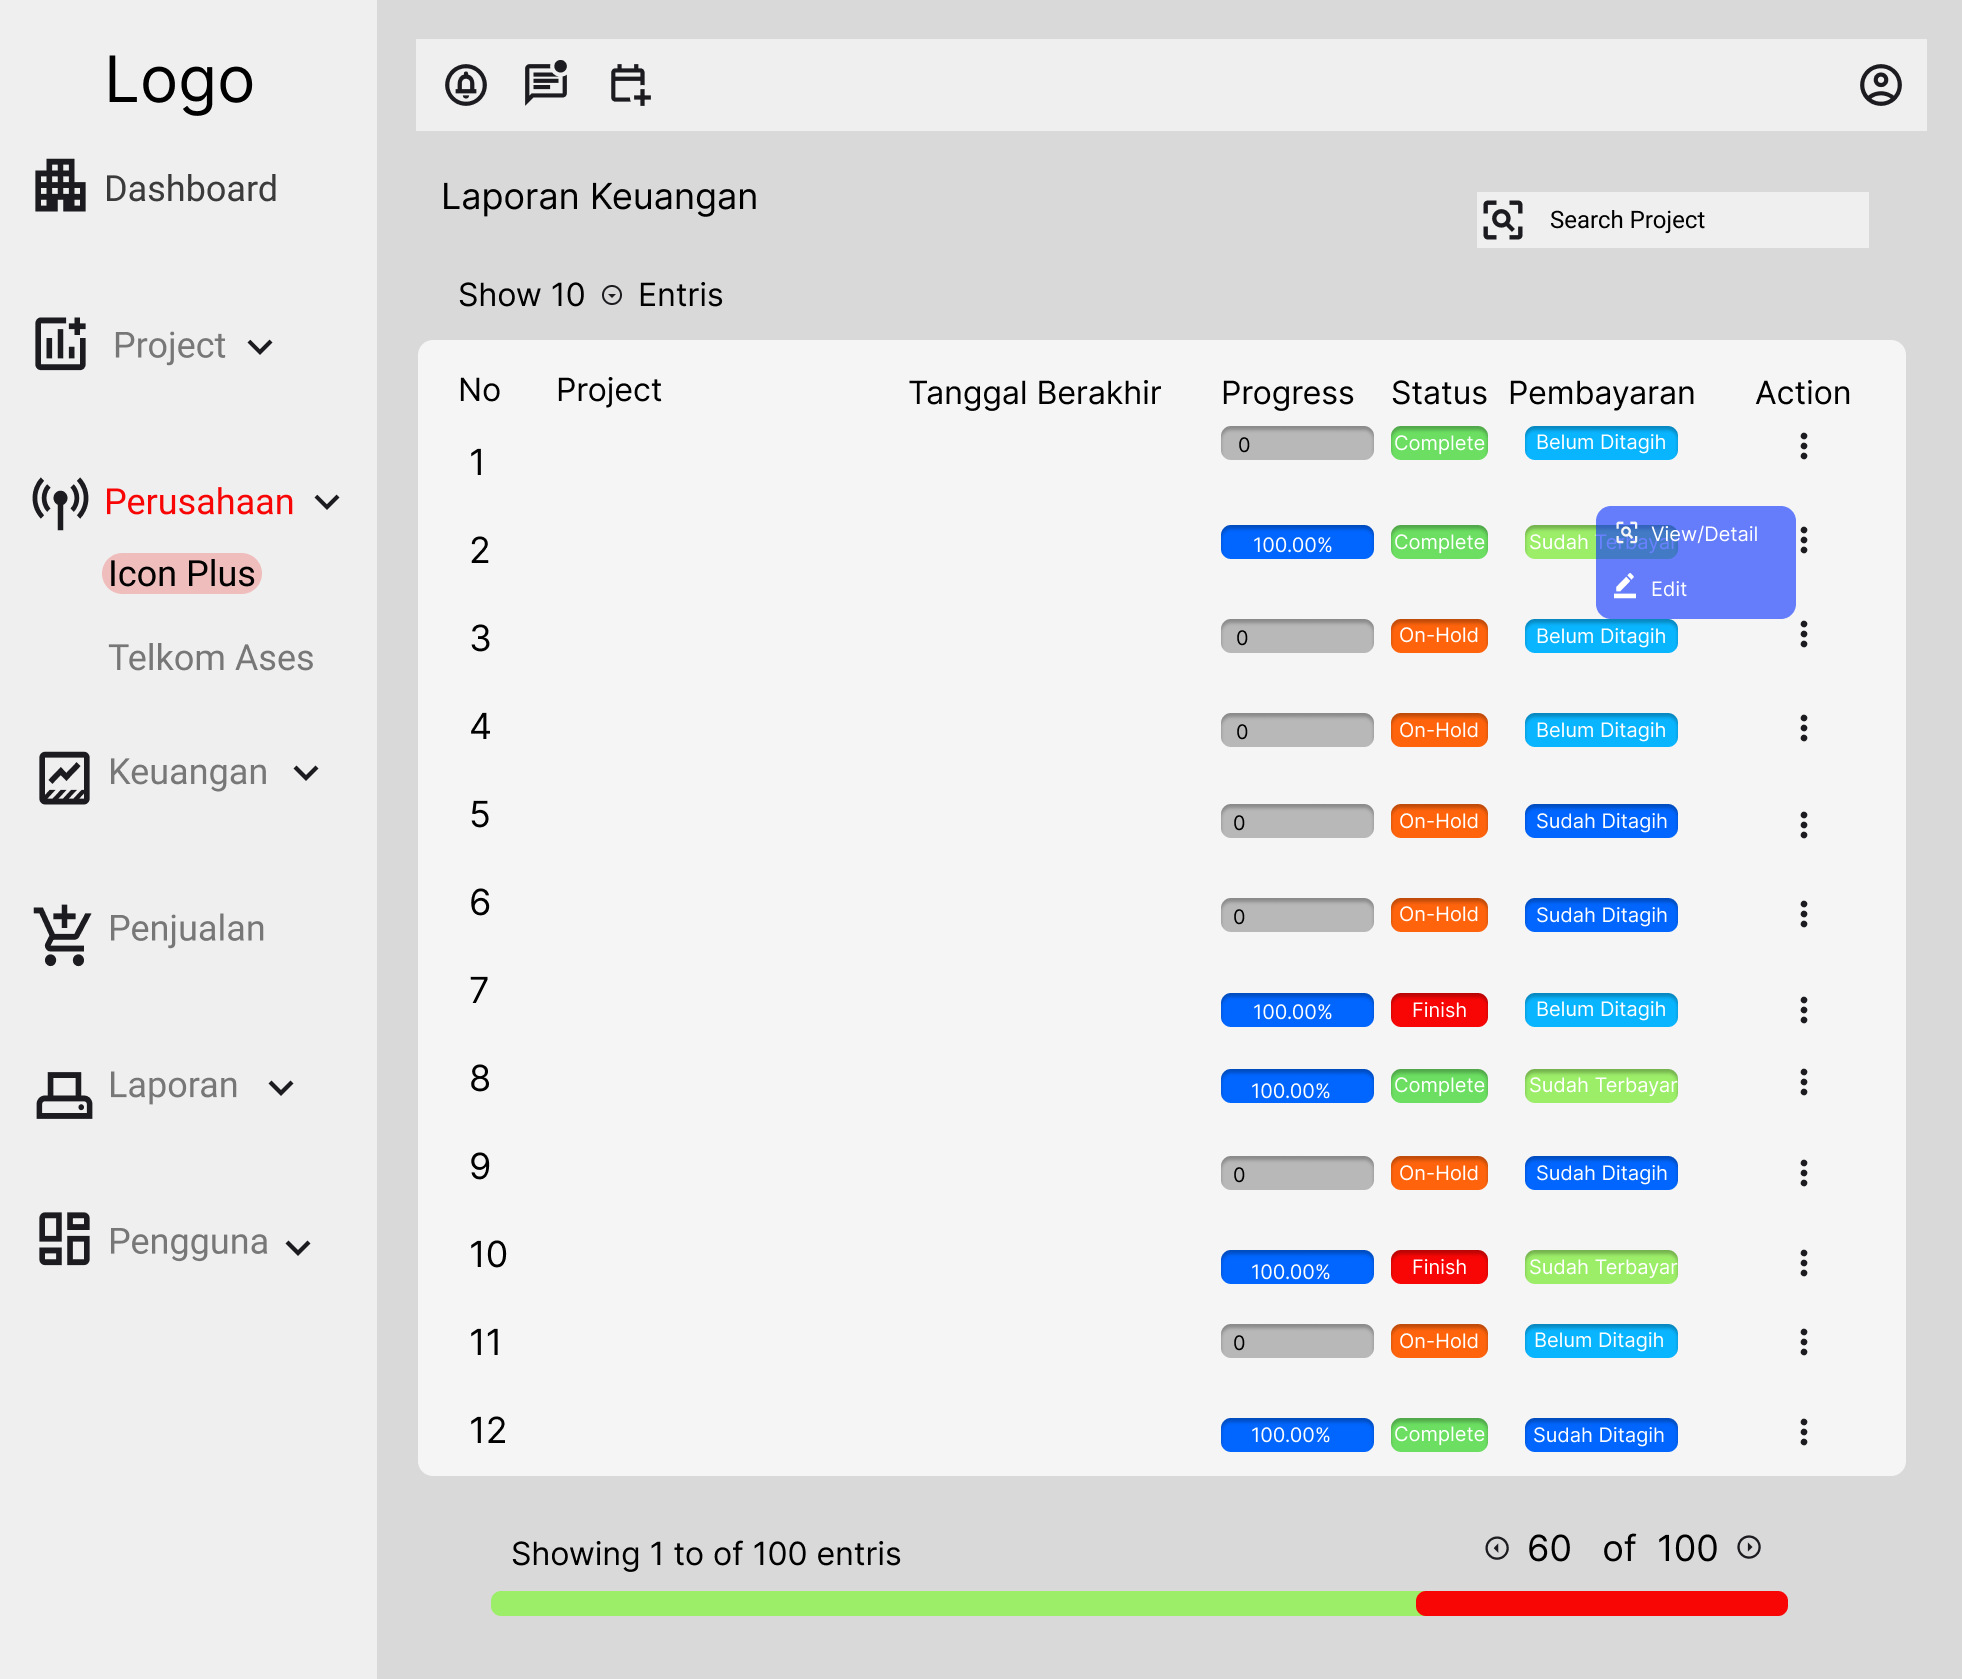 Logo
Dashboard
Project
Perusahaan
Icon Plus
Telkom Ases
Keuangan
Penjualan
Laporan
Pengguna
Laporan Keuangan
Search Project
Show 10 Entris
No Project Tanggal Berakhir Progress Status Pembayaran Action
1 0 Complete Belum Ditagih
2 100.00% Complete Sudah Terbayar
View/Detail
Edit
3 0 On-Hold Belum Ditagih
4 0 On-Hold Belum Ditagih
5 0 On-Hold Sudah Ditagih
6 0 On-Hold Sudah Ditagih
7 100.00% Finish Belum Ditagih
8 100.00% Complete Sudah Terbayar
9 0 On-Hold Sudah Ditagih
10 100.00% Finish Sudah Terbayar
11 0 On-Hold Belum Ditagih
12 100.00% Complete Sudah Ditagih
Showing 1 to of 100 entris
60 of 100